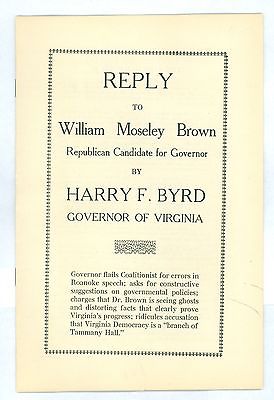 REPLY
TO
William Moseley Brown
Republican Candidate for Governor
BY
HARRY F. BYRD
GOVERNOR OF VIRGINIA
Governor flails Coalitionist for errors in
Roanoke speech; asks for constructive
suggestions on governmental policies;
charges that Dr. Brown is seeing ghosts
and distorting facts that clearly prove
Virginia's progress; ridicules accusation
that Virginia Democracy is a "branch of
Tammany Hall."